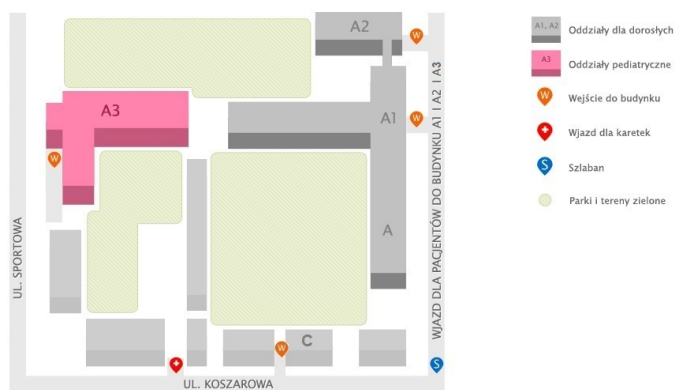 A2
W
A3
A1
W
W
A
UL. SPORTOWA
WJAZD DLA PACJENTÓW DO BUDYNKU A1 I A2 I A3
C
W
S
UL. KOSZAROWA
A1, A2
Oddziały dla dorosłych
A3
Oddziały pediatryczne
W
Wejście do budynku
Wjazd dla karetek
S
Szlaban
Parki i tereny zielone